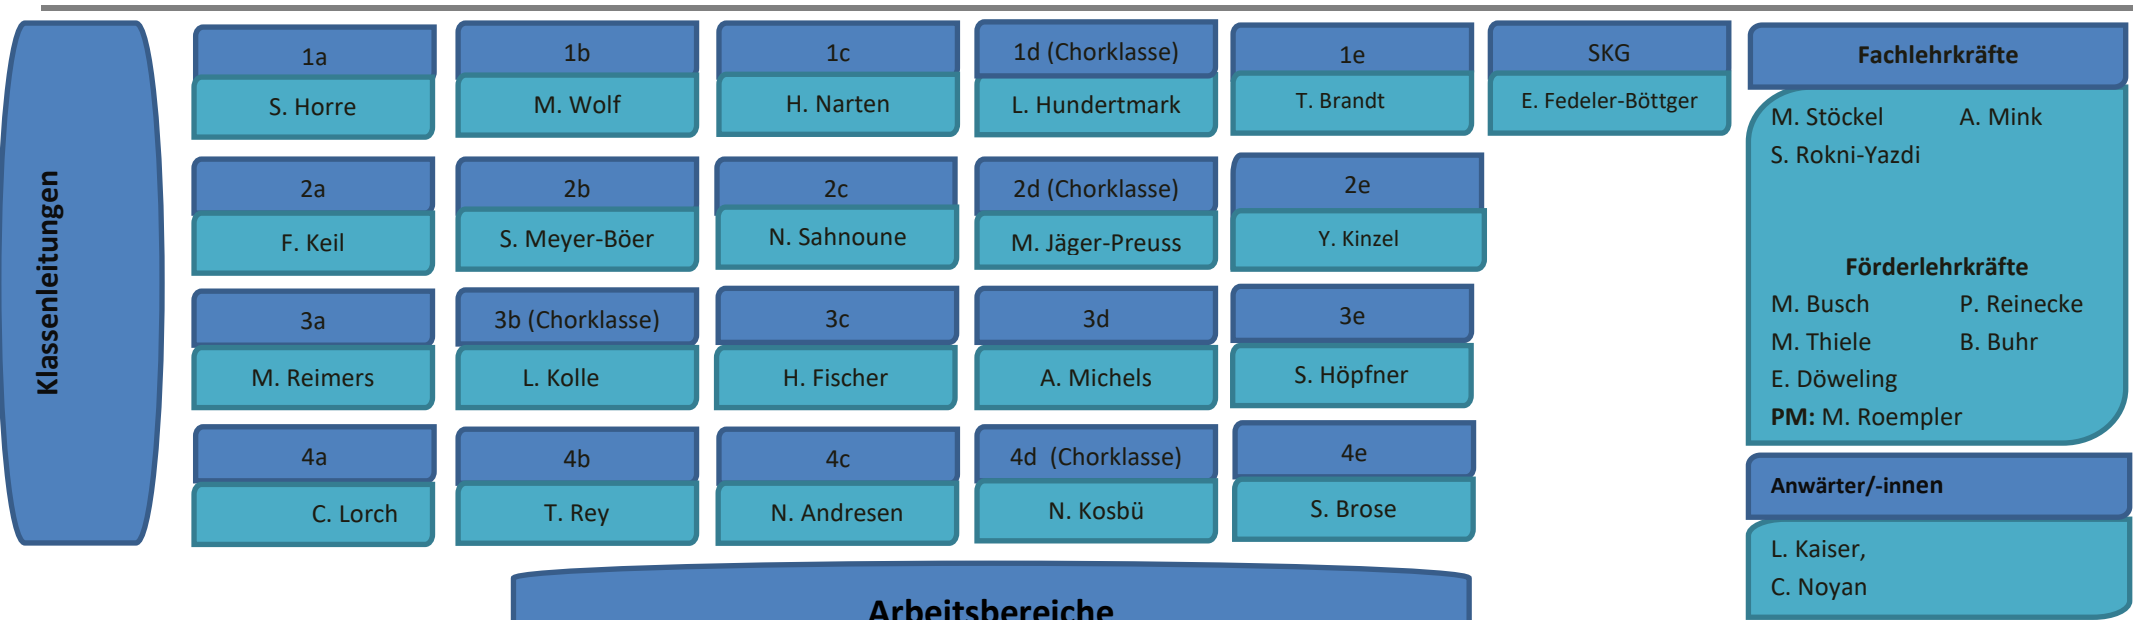 Klassenleitungen
1a
S. Horre
1b
M. Wolf
1c
H. Narten
1d (Chorklasse)
L. Hundertmark
1e
T. Brandt
SKG
E. Fedeler-Böttger
2a
F. Keil
2b
S. Meyer-Böer
2c
N. Sahnoune
2d (Chorklasse)
M. Jäger-Preuss
2e
Y. Kinzel
3a
M. Reimers
3b (Chorklasse)
L. Kolle
3c
H. Fischer
3d
A. Michels
3e
S. Höpfner
4a
C. Lorch
4b
T. Rey
4c
N. Andresen
4d (Chorklasse)
N. Kosbü
4e
S. Brose
Fachlehrkräfte
M. Stöckel A. Mink
S. Rokni-Yazdi
Förderlehrkräfte
M. Busch P. Reinecke
M. Thiele B. Buhr
E. Döweling
PM: M. Roempler
Anwärter/-innen
L. Kaiser,
C. Noyan
Arbeitsbereiche